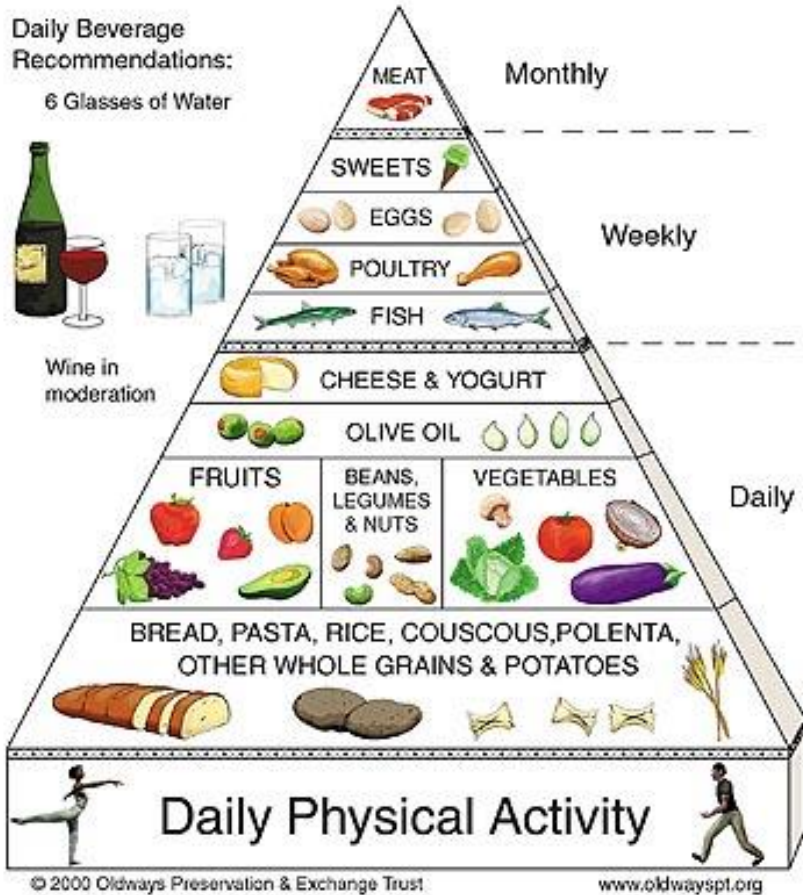 Daily Beverage
Recommendations:
6 Glasses of Water
Wine in
moderation
MEAT
Monthly
SWEETS
EGGS
Weekly
POULTRY
FISH
CHEESE & YOGURT
OLIVE OIL
FRUITS
BEANS,
LEGUMES
& NUTS
VEGETABLES
Daily
BREAD, PASTA, RICE, COUSCOUS,POLENTA,
OTHER WHOLE GRAINS & POTATOES
Daily Physical Activity
© 2000 Oldways Preservation & Exchange Trust
www.oldwayspt.org